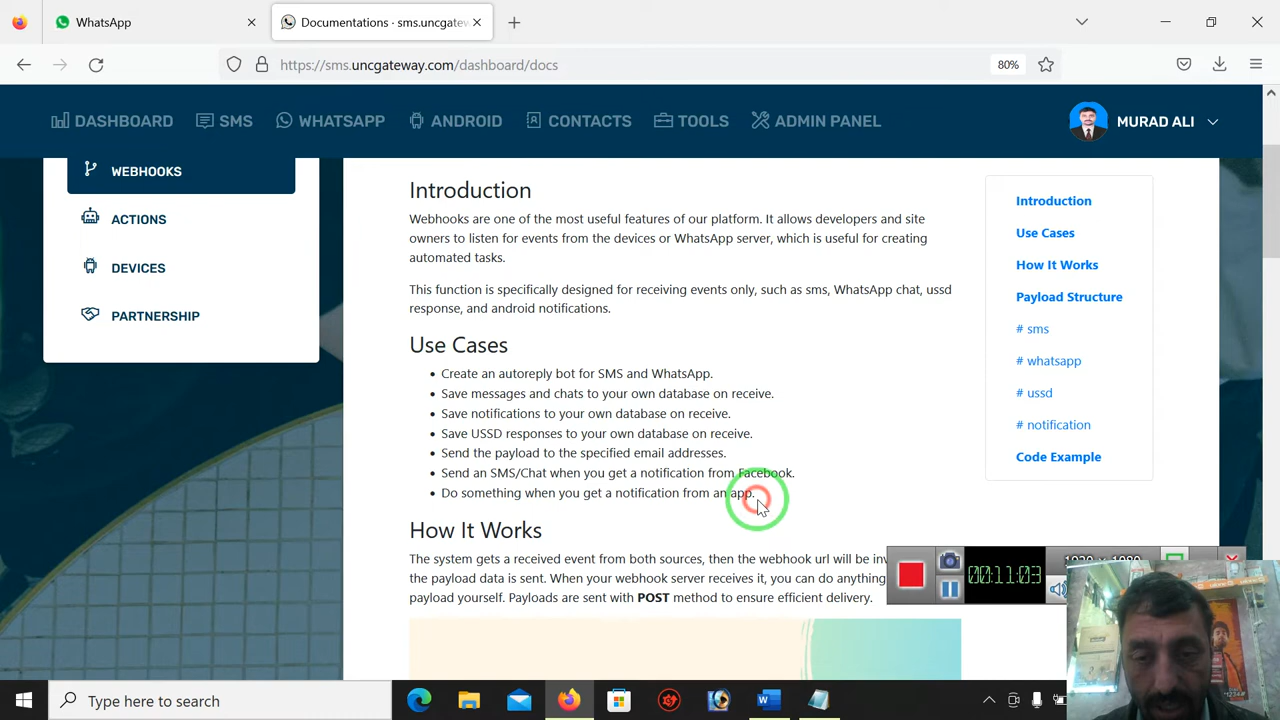 WhatsApp
Documentations · sms.uncgatew
https://sms.uncgateway.com/dashboard/docs
80%
DASHBOARD
SMS
WHATSAPP
ANDROID
CONTACTS
TOOLS
ADMIN PANEL
MURAD ALI
WEBHOOKS
ACTIONS
DEVICES
PARTNERSHIP
Introduction
Webhooks are one of the most useful features of our platform. It allows developers and site
owners to listen for events from the devices or WhatsApp server, which is useful for creating
automated tasks.
This function is specifically designed for receiving events only, such as sms, WhatsApp chat, ussd
response, and android notifications.
Use Cases
• Create an autoreply bot for SMS and WhatsApp.
• Save messages and chats to your own database on receive.
• Save notifications to your own database on receive.
• Save USSD responses to your own database on receive.
• Send the payload to the specified email addresses.
• Send an SMS/Chat when you get a notification from Facebook.
• Do something when you get a notification from an app.
How It Works
The system gets a received event from both sources, then the webhook url will be
the payload data is sent. When your webhook server receives it, you can do anything
payload yourself. Payloads are sent with POST method to ensure efficient delivery.
Introduction
Use Cases
How It Works
Payload Structure
# sms
# whatsapp
# ussd
# notification
Code Example
00:11:03
Type here to search